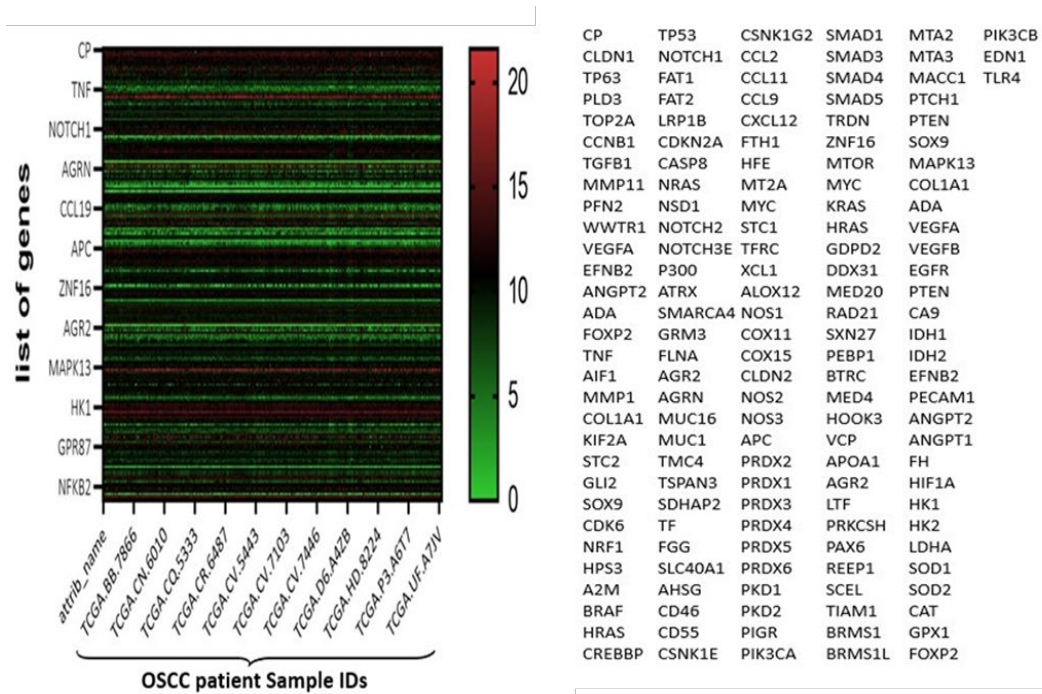 list of genes
CP
TNF
NOTCH1
AGRN
CCL19
APC
ZNF16
AGR2
MAPK13
HK1
GPR87
NFKB2
20
15
10
5
0
attrib_name
TCGA.BB.7866
TCGA.CN.6010
TCGA.CQ.5333
TCGA.CR.6487
TCGA.CV.5443
TCGA.CV.7103
TCGA.CV.7446
TCGA.D6.A4ZB
TCGA.HD.8224
TCGA.P3.A6T7
TCGA.UF.A7JV
OSCC patient Sample IDs
CP TP53 CSNK1G2 SMAD1 MTA2 PIK3CB
CLDN1 NOTCH1 CCL2 SMAD3 MTA3 EDN1
TP63 FAT1 CCL11 SMAD4 MACC1 TLR4
PLD3 FAT2 CCL9 SMAD5 PTCH1
TOP2A LRP1B CXCL12 TRDN PTEN
CCNB1 CDKN2A FTH1 ZNF16 SOX9
TGFB1 CASP8 HFE MTOR MAPK13
MMP11 NRAS MT2A MYC COL1A1
PFN2 NSD1 MYC KRAS ADA
WWTR1 NOTCH2 STC1 HRAS VEGFA
VEGFA NOTCH3E TFRC GDPD2 VEGFB
EFNB2 P300 XCL1 DDX31 EGFR
ANGPT2 ATRX ALOX12 MED20 PTEN
ADA SMARCA4 NOS1 RAD21 CA9
FOXP2 GRM3 COX11 SXN27 IDH1
TNF FLNA COX15 PEBP1 IDH2
AIF1 AGR2 CLDN2 BTRC EFNB2
MMP1 AGRN NOS2 MED4 PECAM1
COL1A1 MUC16 NOS3 HOOK3 ANGPT2
KIF2A MUC1 APC VCP ANGPT1
STC2 TMC4 PRDX2 APOA1 FH
GLI2 TSPAN3 PRDX1 AGR2 HIF1A
SOX9 SDHAP2 PRDX3 LTF HK1
CDK6 TF PRDX4 PRKCSH HK2
NRF1 FGG PRDX5 PAX6 LDHA
HPS3 SLC40A1 PRDX6 REEP1 SOD1
A2M AHSG PKD1 SCEL SOD2
BRAF CD46 PKD2 TIAM1 CAT
HRAS CD55 PIGR BRMS1 GPX1
CREBBP CSNK1E PIK3CA BRMS1L FOXP2